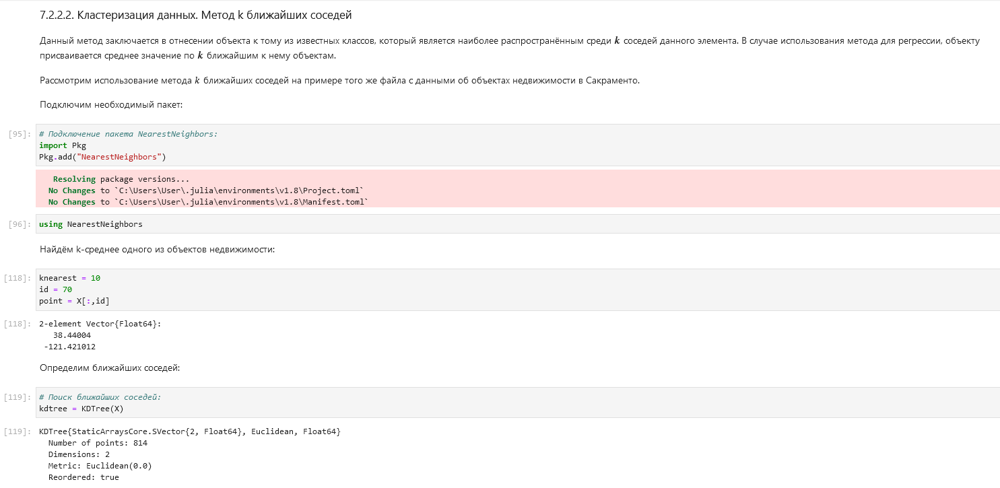 7.2.2.2. Кластеризация данных. Метод k ближайших соседей
Данный метод заключается в отнесении объекта к тому из известных классов, который является наиболее распространённым среди k соседей данного элемента. В случае использования метода для регрессии, объекту
присваивается среднее значение по k ближайшим к нему объектам.
Рассмотрим использование метода k ближайших соседей на примере того же файла с данными об объектах недвижимости в Сакраменто.
Подключим необходимый пакет:
[95]: # Подключение пакета NearestNeighbors:
import Pkg
Pkg.add("NearestNeighbors")
Resolving package versions...
No Changes to `C:\Users\User\.julia\environments\v1.8\Project.toml`
No Changes to `C:\Users\User\.julia\environments\v1.8\Manifest.toml`
[96]: using NearestNeighbors
Найдём k-среднее одного из объектов недвижимости:
[118]: knearest = 10
id = 70
point = X[:,id]
[118]: 2-element Vector{Float64}:
38.44004
-121.421012
Определим ближайших соседей:
[119]: # Поиск ближайших соседей:
kdtree = KDTree(X)
[119]: KDTree{StaticArraysCore.SVector{2, Float64}, Euclidean, Float64}
Number of points: 814
Dimensions: 2
Metric: Euclidean(0.0)
Reordered: true